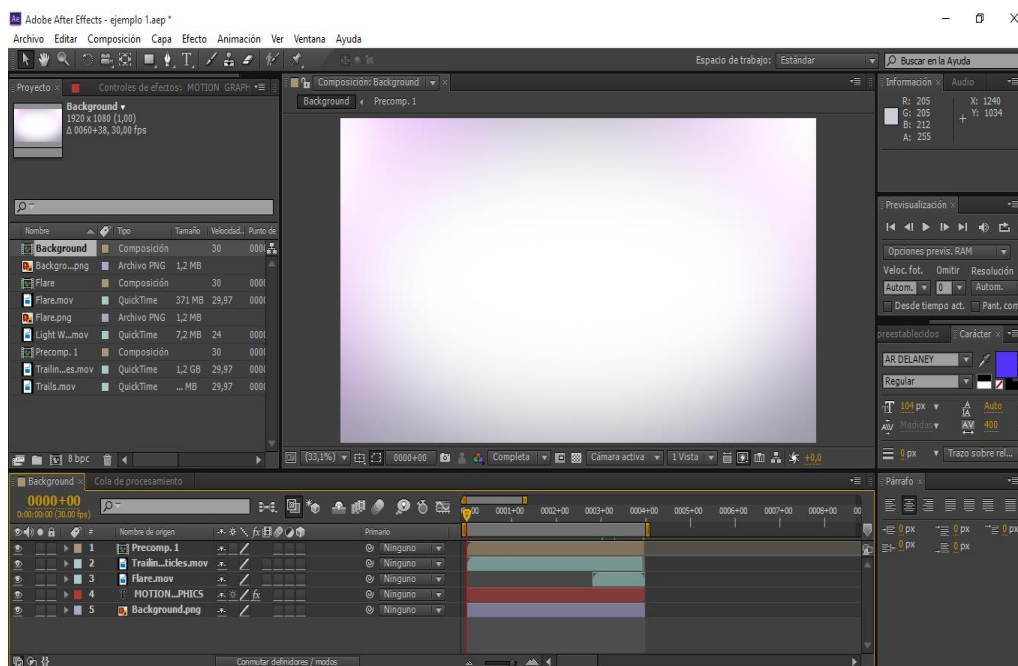 Ae Adobe After Effects - ejemplo 1.aep *
Archivo Editar Composición Capa Efecto Animación Ver Ventana Ayuda
Espacio de trabajo: Estándar
Buscar en la Ayuda
Proyecto
Controles de efectos: MOTION GRAPH
Background
1920 x 1080 (1,00)
Δ 0060+38, 30,00 fps
Nombre Tipo Tamaño Velocidad... Punto de
Background Composición 30 000
Backgro...png Archivo PNG 1,2 MB
Flare Composición 30 000
Flare.mov QuickTime 371 MB 29,97 000
Flare.png Archivo PNG 1,2 MB
Light W...mov QuickTime 7,2 MB 24 000
Precomp. 1 Composición 30 000
Trailin...es.mov QuickTime 1,2 GB 29,97 000
Trails.mov QuickTime ... MB 29,97 000
8 bpc
Composición: Background
Background Precomp. 1
(33,1%) 0000+00 Completa Cámara activa 1 Vista +0,0
Información Audio
R: 205 X: 1240
G: 205 Y: 1034
B: 212
A: 255
Previsualización
Opciones previs. RAM
Veloc. fot. Omitir Resolución
Autom. 0 Autom.
Desde tiempo act. Pant. com
preestablecidos Carácter
AR DELANEY
Regular
104 px Auto
Medidas 400
0 px Trazo sobre rel...
Párrafo
0 px 0 px 0 px
0 px 0 px
Background Cola de procesamiento
0000+00
0:00:00:00 (30.00 fps)
0001+00 0002+00 0003+00 0004+00 0005+00 0006+00 0007+00 0008+00 00
# Nombre de origen fx Primario
1 Precomp. 1 Ninguno
2 Trailin...ticles.mov Ninguno
3 Flare.mov Ninguno
4 T MOTION...PHICS fx Ninguno
5 Background.png Ninguno
Conmutar definidores / modos